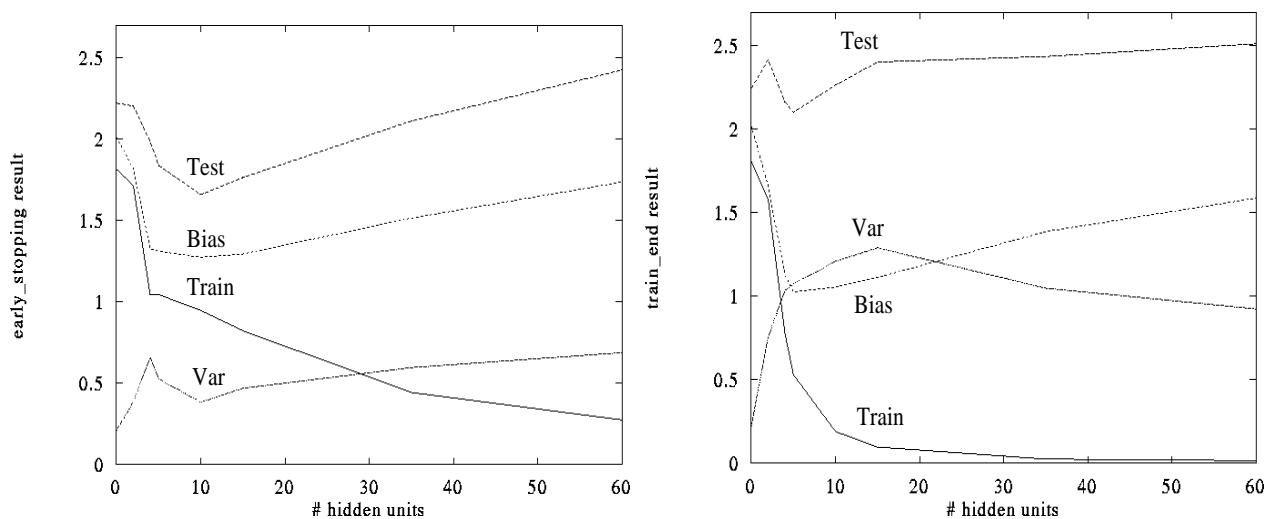 early_stopping result
2.5
2
1.5
1
0.5
0
Test
Bias
Train
Var
0 10 20 30 40 50 60
# hidden units
train_end result
2.5
2
1.5
1
0.5
0
Test
Var
Bias
Train
0 10 20 30 40 50 60
# hidden units